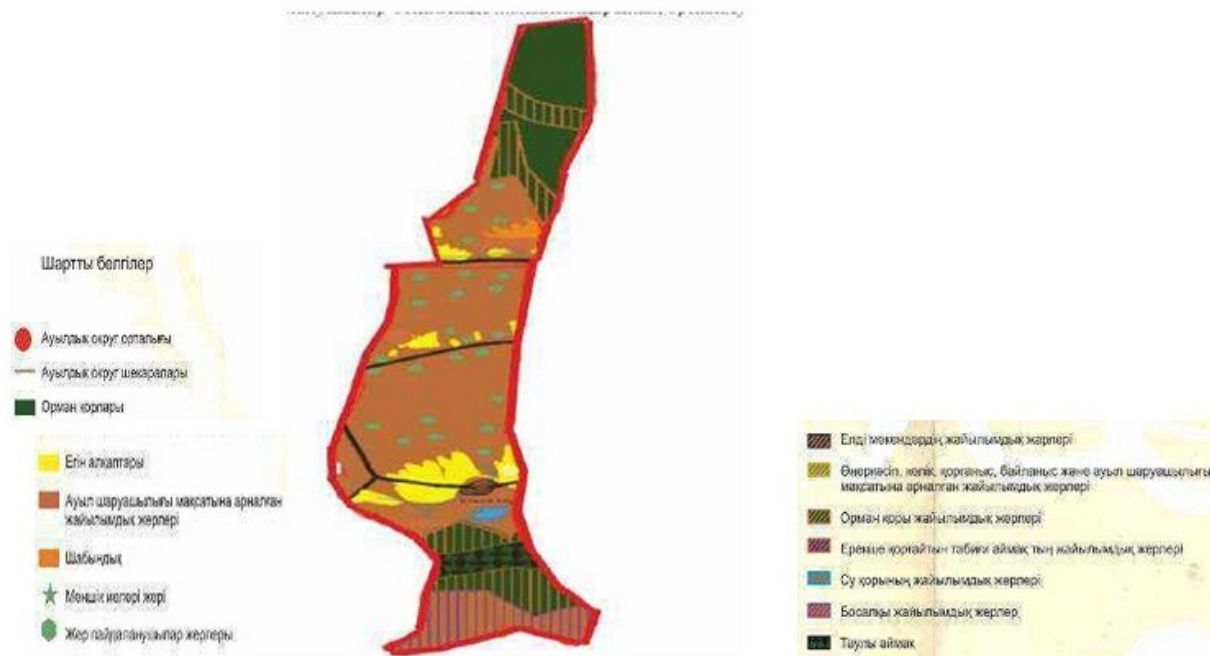 Шартты белгілер
Ауылдық округ орталығы
Ауылдық округ шекаралары
Орман қорлары
Егін алқаптары
Ауыл шаруашылығы мақсатына арналған
жайылымдық жерлері
Шабындық
Меншік иелері жері
Жер пайдаланушылар жерлеры
Елді мекендердің жайылымдық жерлері
Өнеркәсіп, көлік, қорғаныс, байланыс және ауыл шаруашылығы
мақсатына арналған жайылымдық жерлері
Орман қоры жайылымдық жерлері
Ерекше қорғайтын табиғи аймақ тың жайылымдық жерлері
Су қорының жайылымдық жерлері
Босалқы жайылымдық жерлер
Таулы аймақ